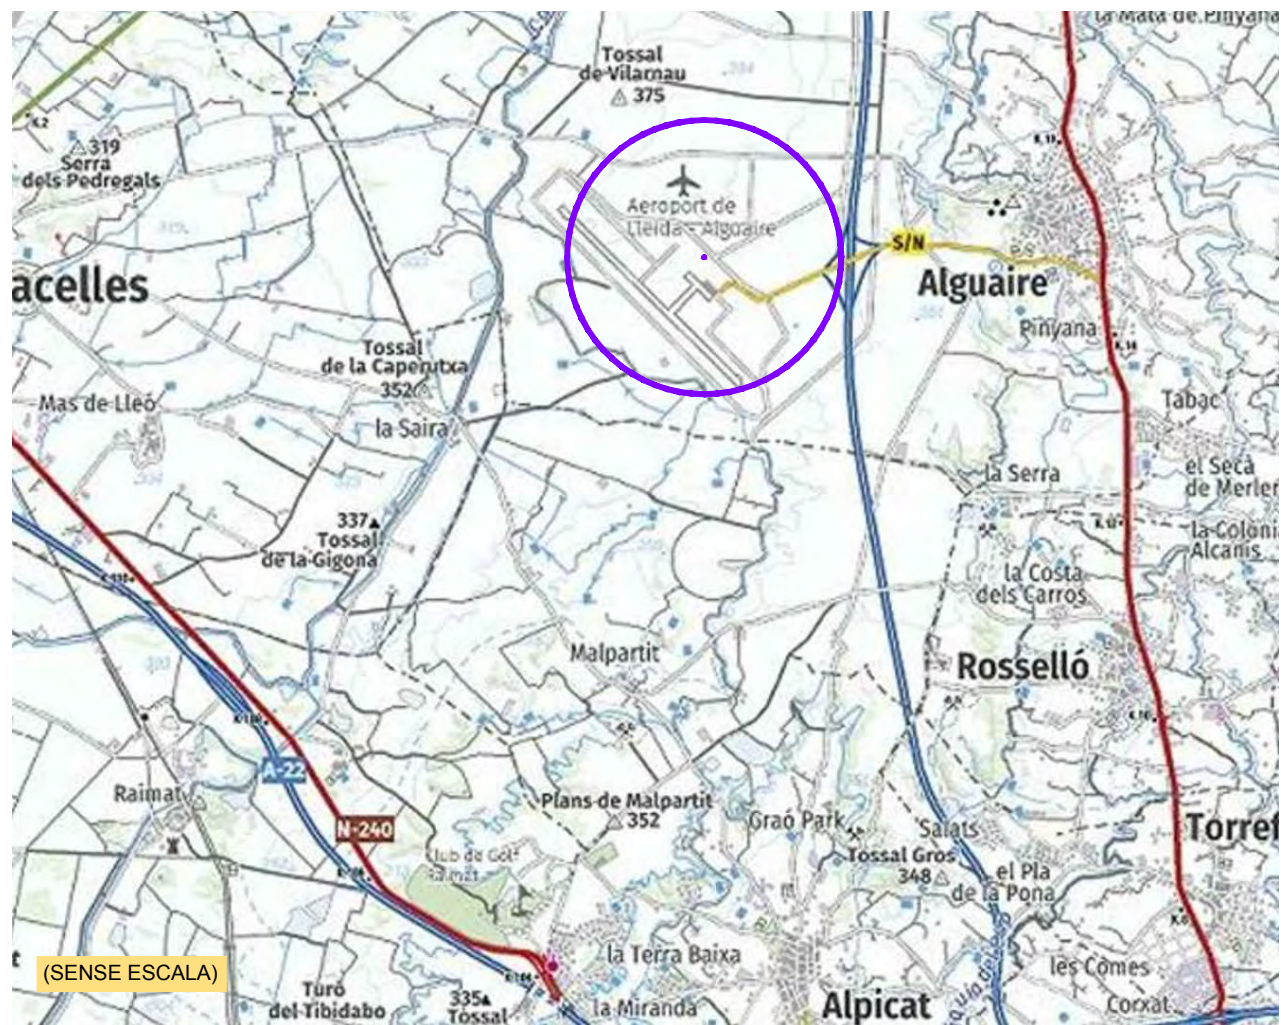 la Mata de Pinyana
Tossal
de Vilarnau
375
K.2
319
Serra
dels Pedregals
Aeroport de
Lleida - Alguaire
S/N
acelles
Alguaire
Pinyana
Tossal
de la Caperutxa
352
Mas de Lleó
la Saira
Tabac
la Serra
el Secà
de Merler
337
Tossal
de la Gigona
la Colònia
Alcanís
la Costa
dels Carros
Malpartit
Rosselló
A-22
Raimat
Plans de Malpartit
352
N-240
Graó Park
Salats
Torref
Club de Golf
Raimat
Tossal Gros
348
el Pla
de la Pona
(SENSE ESCALA)
la Terra Baixa
les Comes
Turó
del Tibidabo
335
Tossal
la Miranda
Alpicat
Corxat